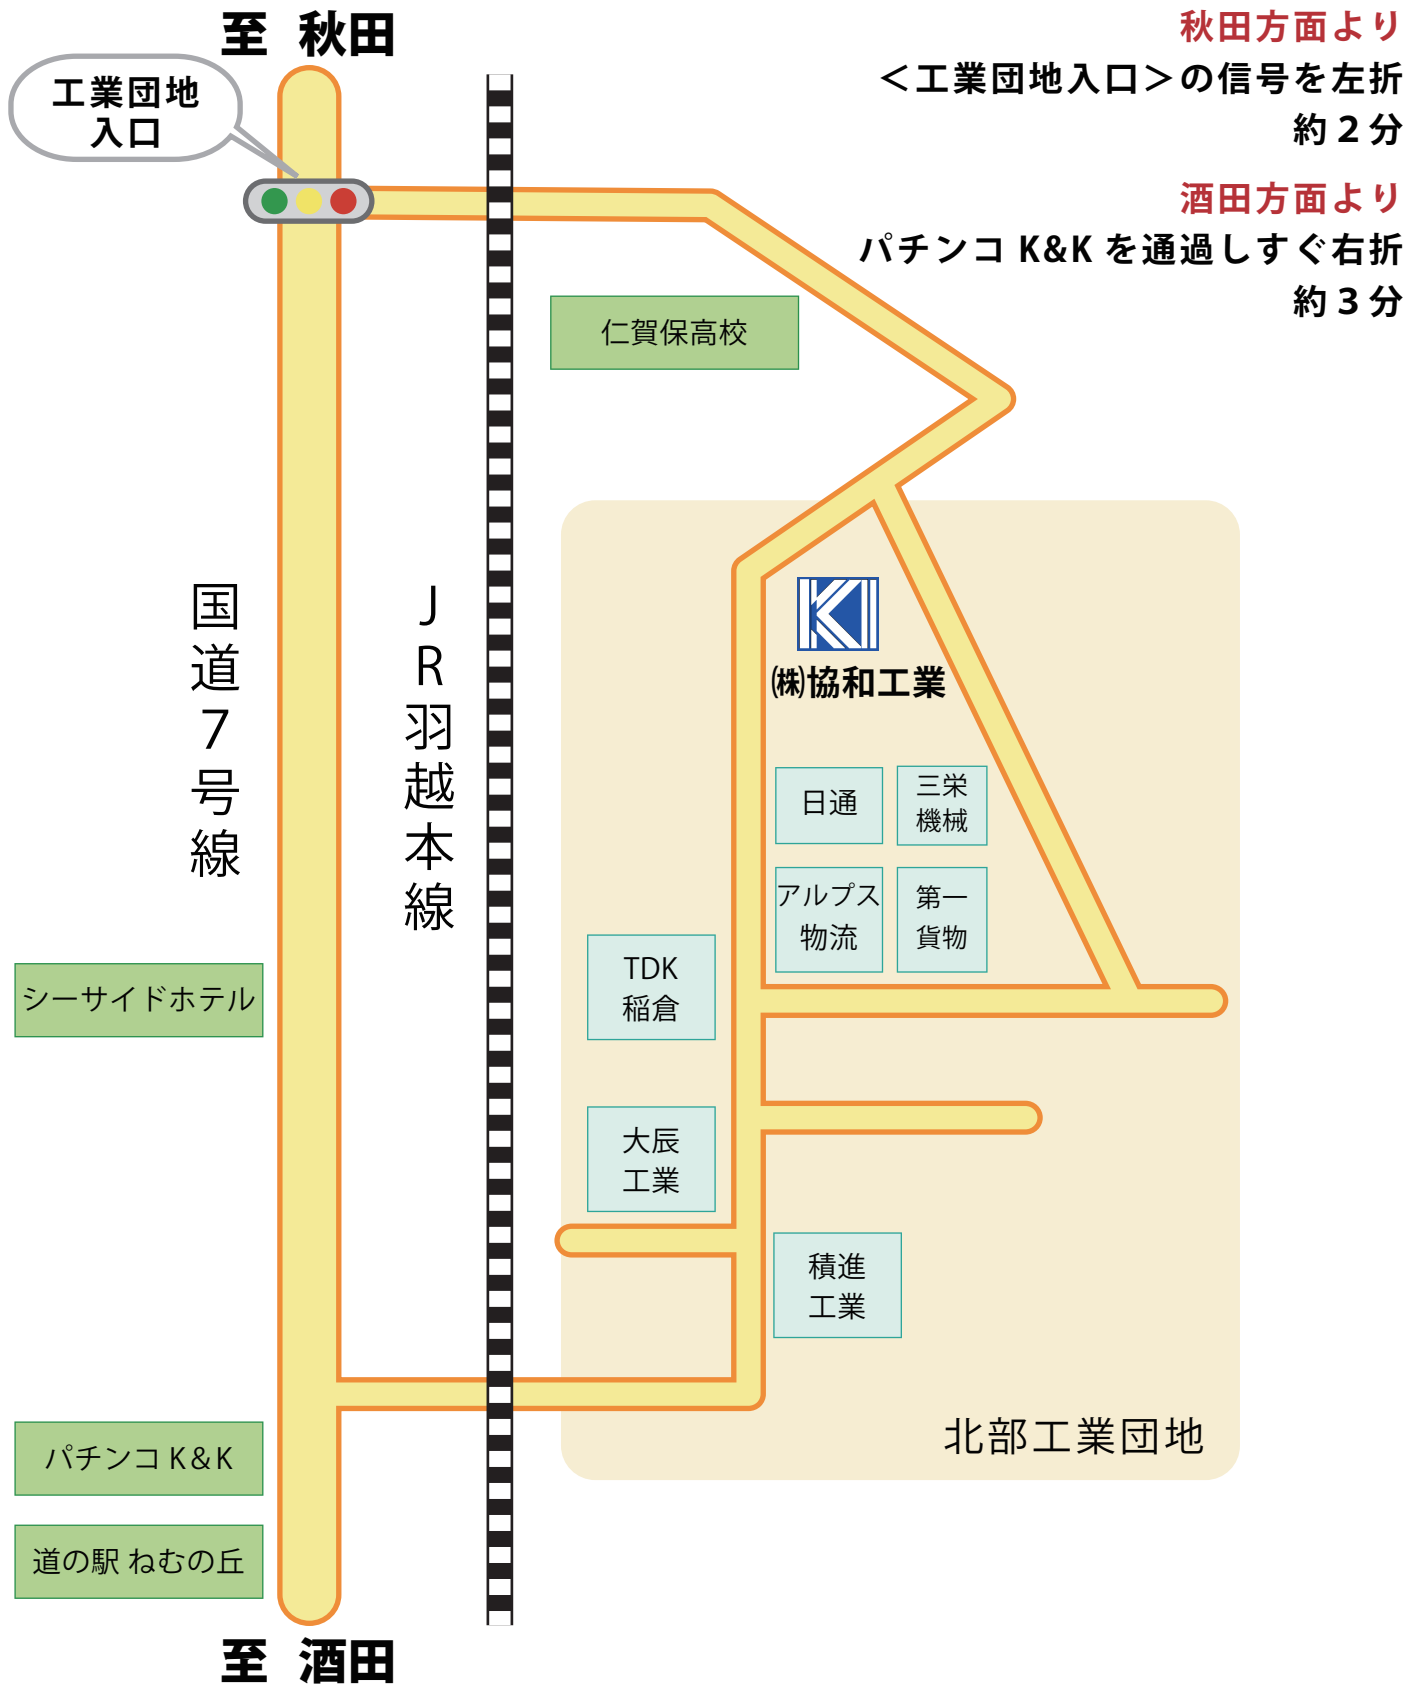 至 秋田
工業団地
入口
秋田方面より
＜工業団地入口＞の信号を左折
約２分
酒田方面より
パチンコ K&K を通過しすぐ右折
約３分
仁賀保高校
国道７号線
ＪＲ羽越本線
㈱協和工業
日通
三栄
機械
アルプス
物流
第一
貨物
TDK
稲倉
シーサイドホテル
大辰
工業
積進
工業
北部工業団地
パチンコ K＆K
道の駅 ねむの丘
至 酒田